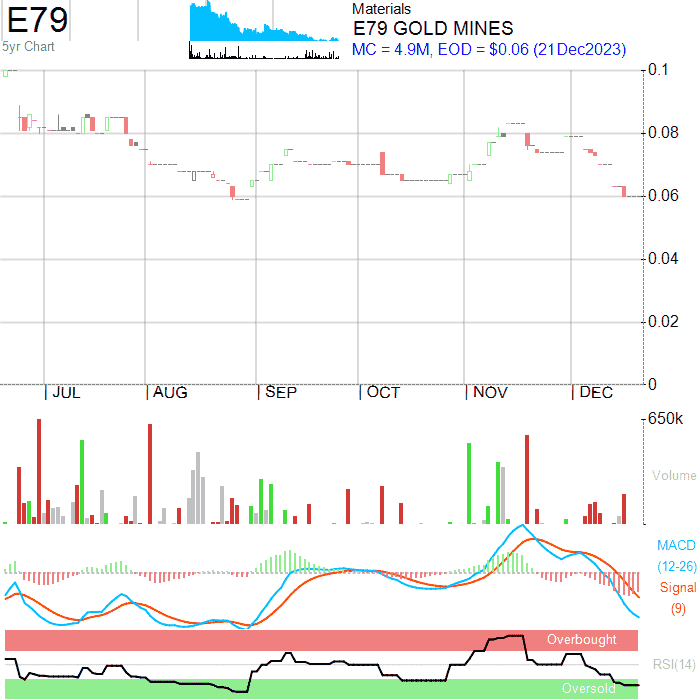 E79
5yr Chart
Materials
E79 GOLD MINES
MC = 4.9M, EOD = $0.06 (21Dec2023)
0.1
0.08
0.06
0.04
0.02
0
JUL AUG SEP OCT NOV DEC
650k
Volume
MACD
(12-26)
Signal
(9)
Overbought
RSI(14)
Oversold